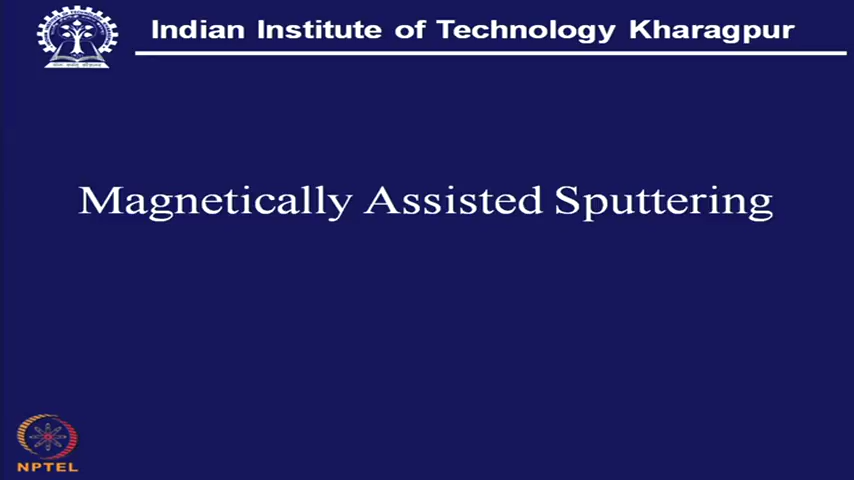 Indian Institute of Technology Kharagpur
Magnetically Assisted Sputtering
NPTEL